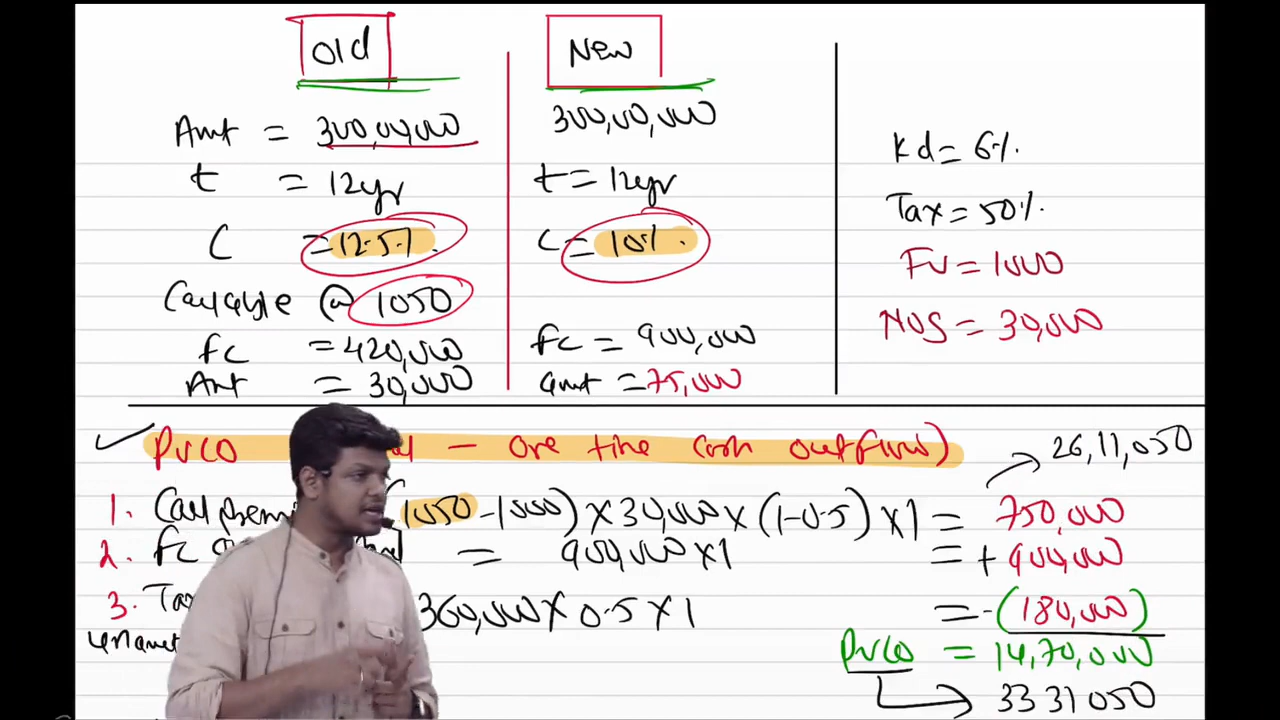 Old
Amt = 300,00,000
t = 12yr
C = 12.5%.
Callable @ 1050
fc = 420,000
Amt = 30,000
New
300,00,000
t = 12yr
C = 10%.
fc = 900,000
amt = 75,000
Kd = 6%.
Tax = 50%.
FV = 1000
NOS = 30,000
PVCO - one time cash outflows)
26,11,050
1. Call 1050 - 1000) x 30,000 x (1-0.5) x 1 = 750,000
2. fc = 900,000 x 1 = + 900,000
3. Tax 360,000 x 0.5 x 1 = - (180,000)
PVCO = 14,70,000
33 31 050